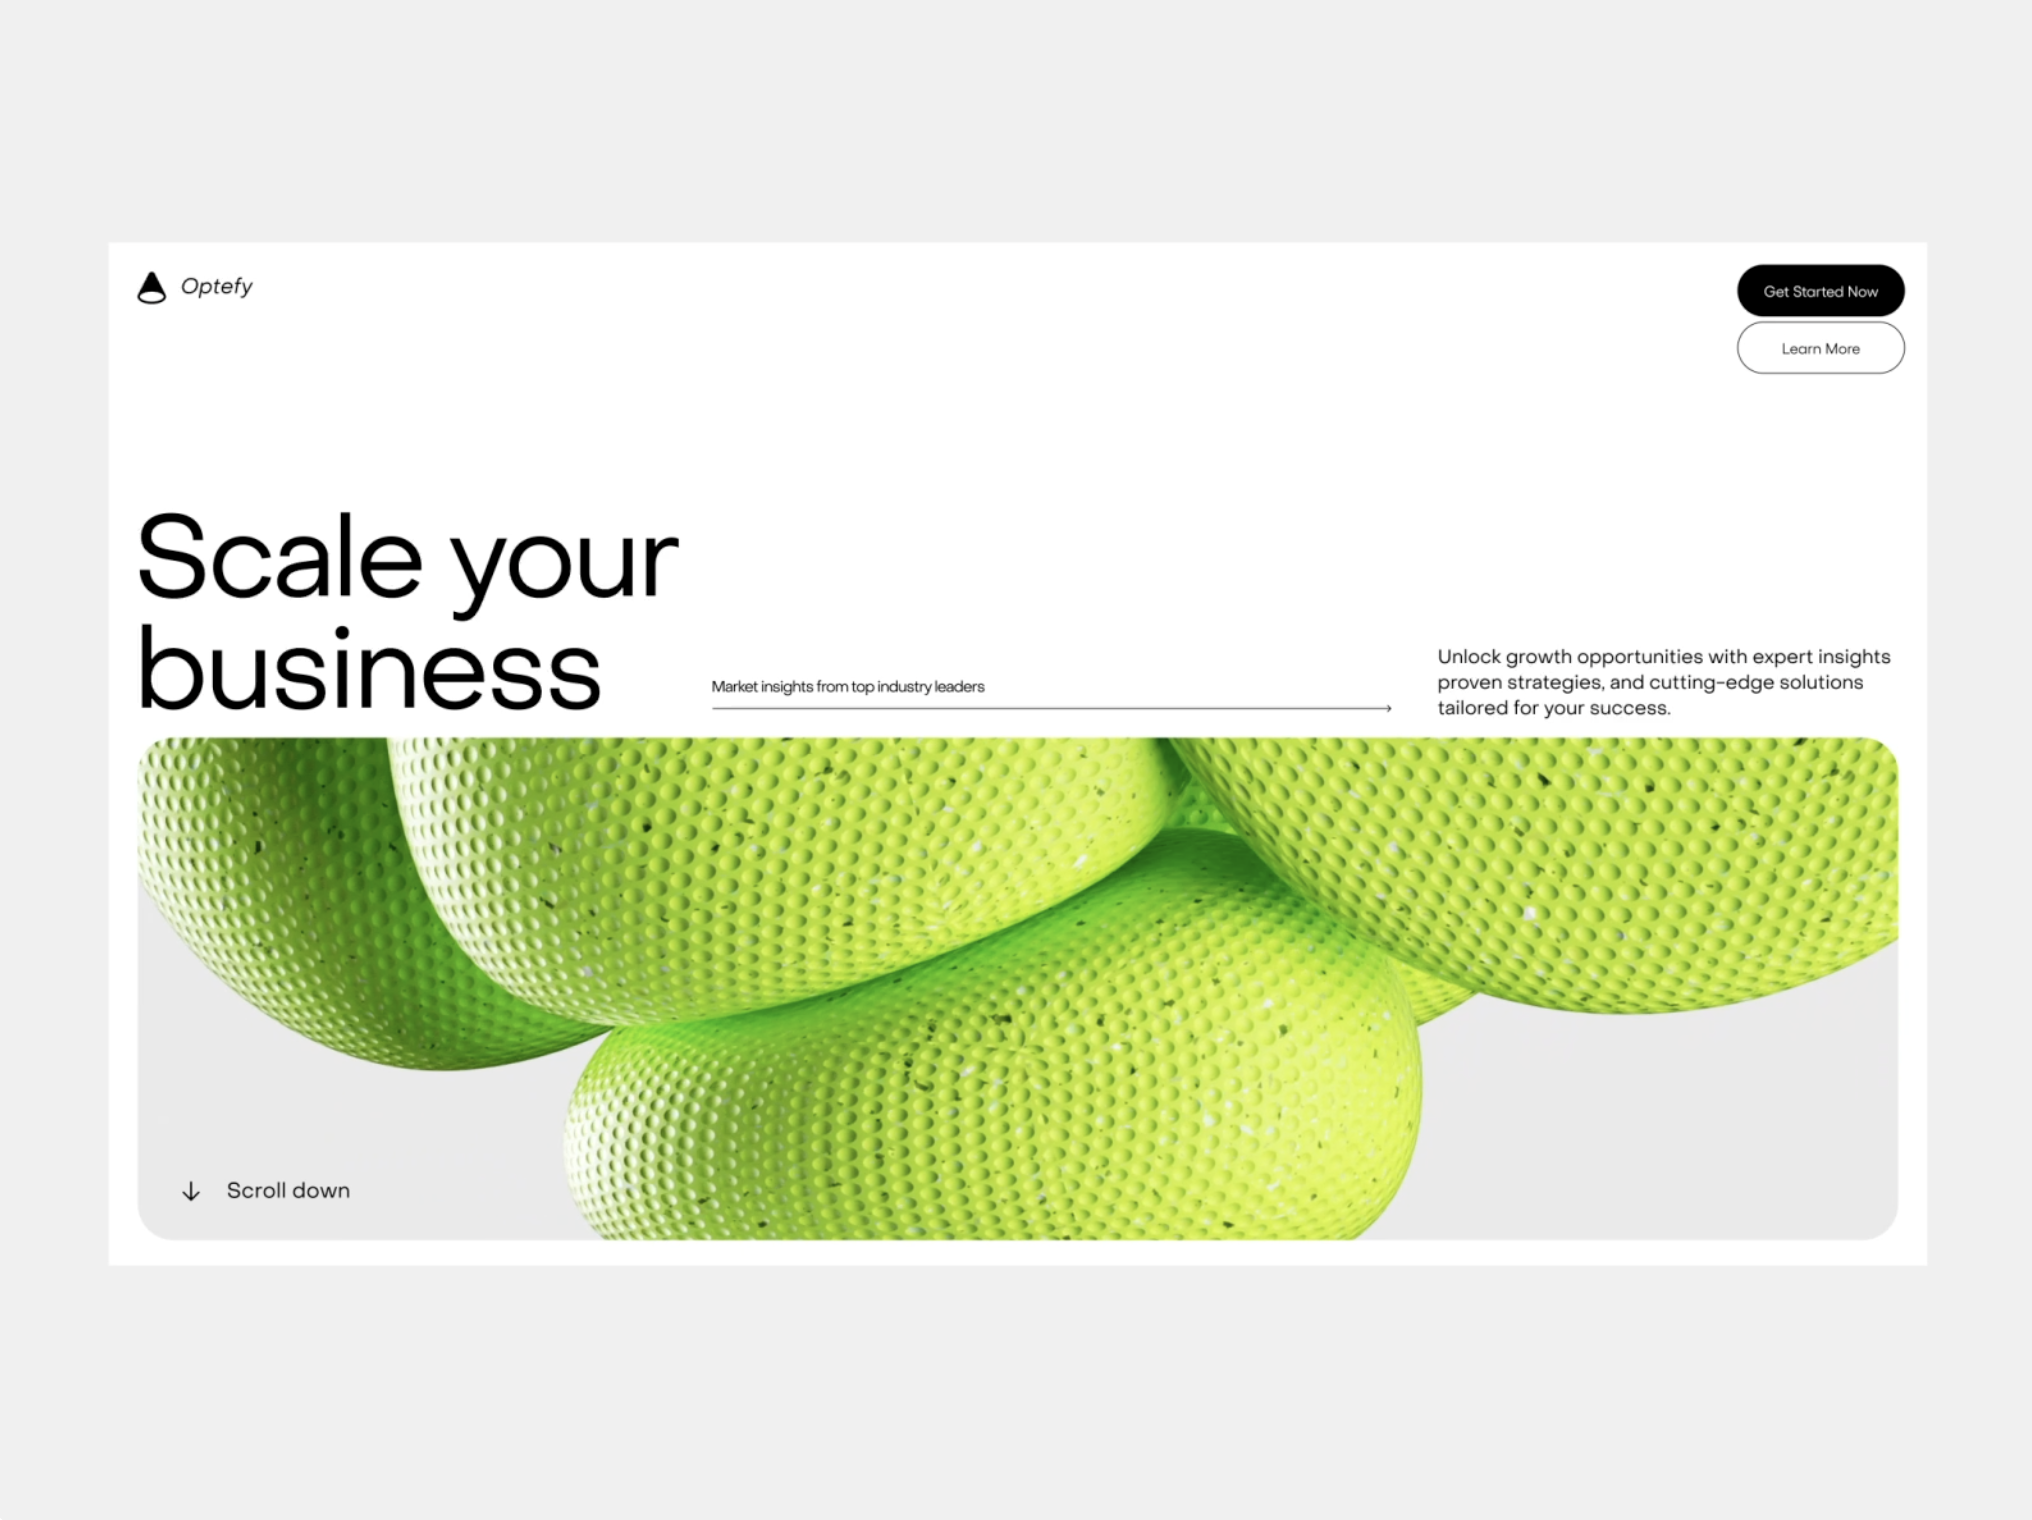 Optefy
Get Started Now
Learn More
Scale your
business
Market insights from top industry leaders
Unlock growth opportunities with expert insights
proven strategies, and cutting-edge solutions
tailored for your success.
Scroll down